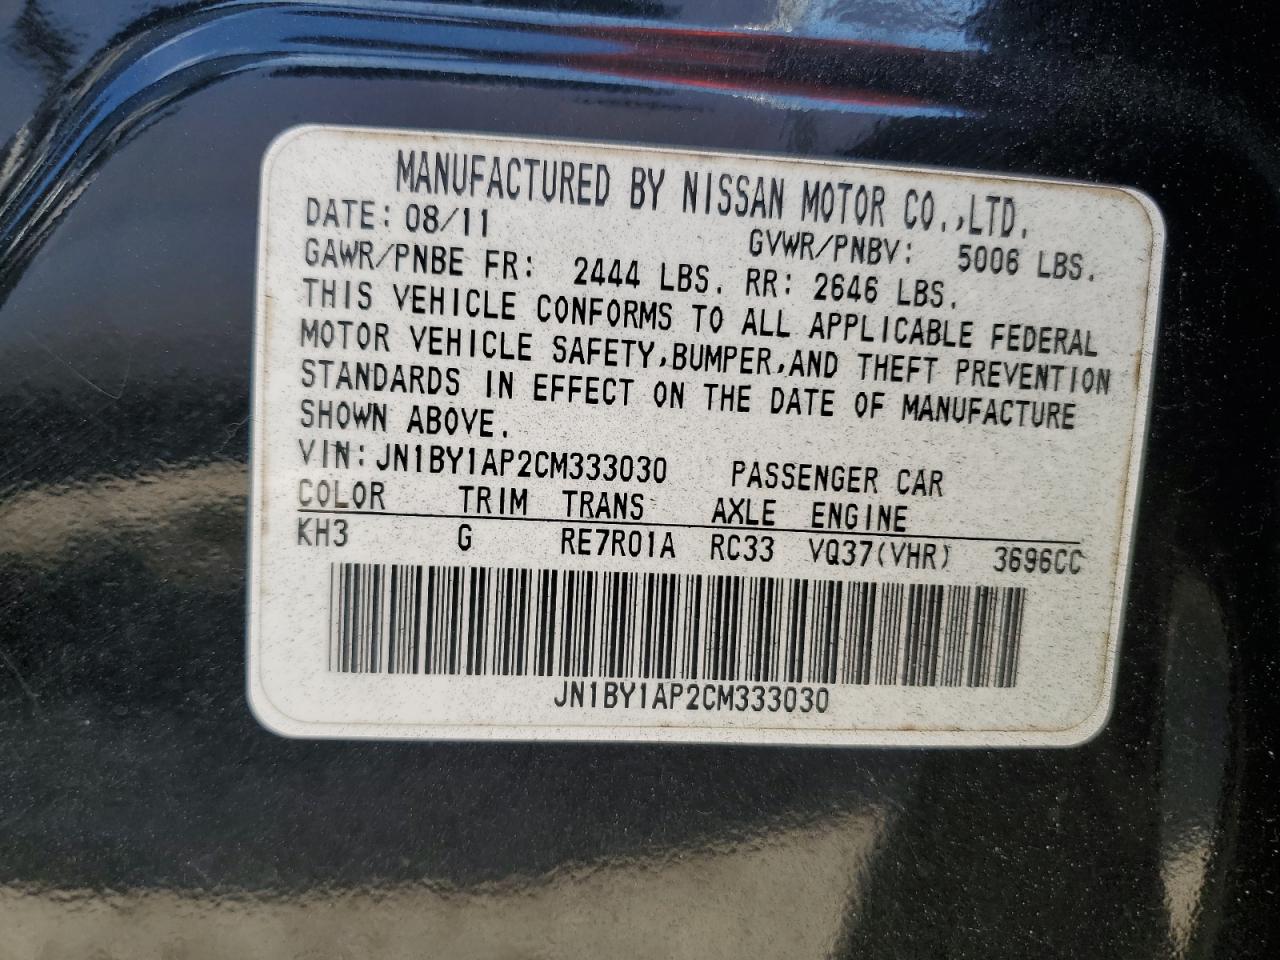 MANUFACTURED BY NISSAN MOTOR CO.,LTD.
DATE: 08/11 GVWR/PNBV: 5006 LBS.
GAWR/PNBE FR: 2444 LBS. RR: 2646 LBS.
THIS VEHICLE CONFORMS TO ALL APPLICABLE FEDERAL
MOTOR VEHICLE SAFETY,BUMPER,AND THEFT PREVENTION
STANDARDS IN EFFECT ON THE DATE OF MANUFACTURE
SHOWN ABOVE.
VIN:JN1BY1AP2CM333030 PASSENGER CAR
COLOR TRIM TRANS AXLE ENGINE
KH3 G RE7R01A RC33 VQ37(VHR) 3696CC
JN1BY1AP2CM333030